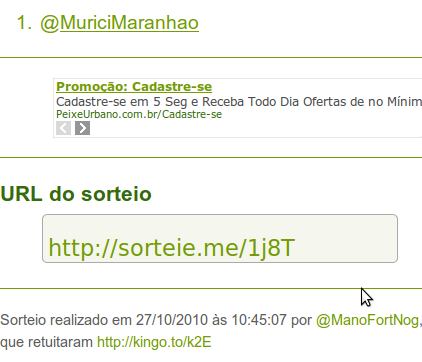 1. @MuriciMaranhao
Promoção: Cadastre-se
Cadastre-se em 5 Seg e Receba Todo Dia Ofertas de no Mínim
PeixeUrbano.com.br/Cadastre-se
URL do sorteio
http://sorteie.me/1j8T
Sorteio realizado em 27/10/2010 às 10:45:07 por @ManoFortNog,
que retuitaram http://kingo.to/k2E